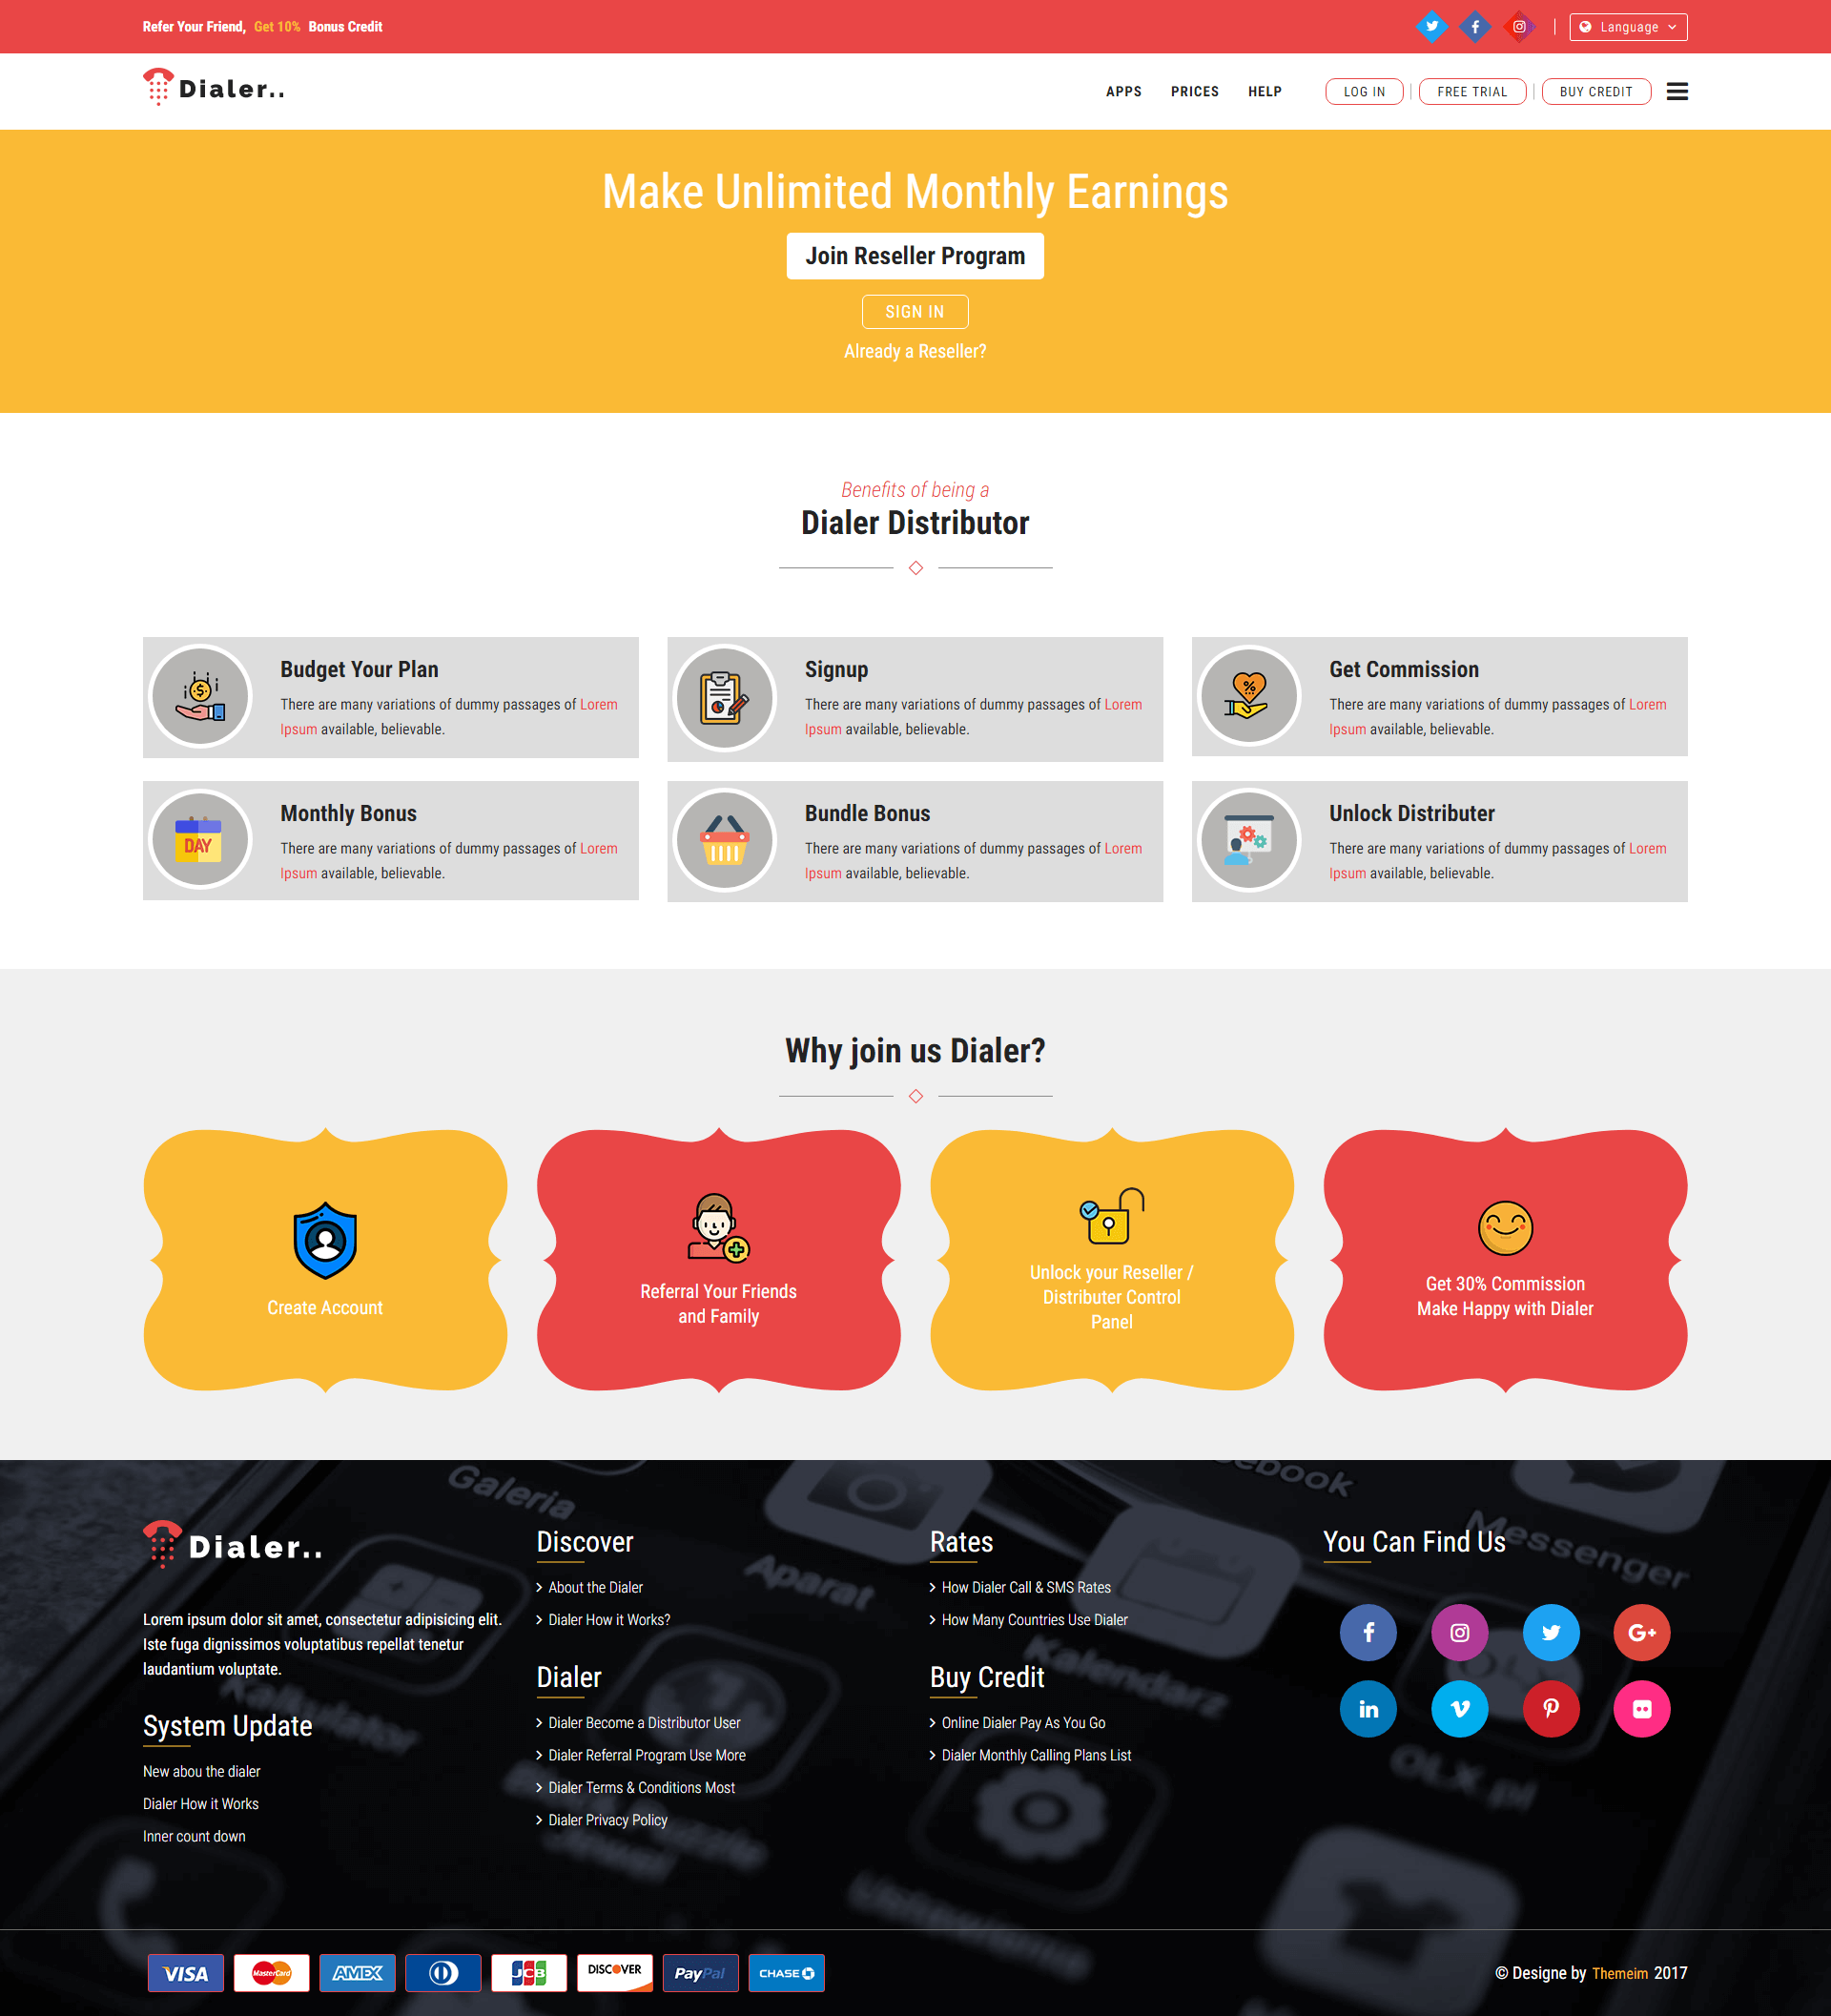 Refer Your Friend, Get 10% Bonus Credit
Language
Dialer..
APPS PRICES HELP LOG IN FREE TRIAL BUY CREDIT
Make Unlimited Monthly Earnings
Join Reseller Program
SIGN IN
Already a Reseller?
Benefits of being a
Dialer Distributor
Budget Your Plan
There are many variations of dummy passages of Lorem
Ipsum available, believable.
Signup
There are many variations of dummy passages of Lorem
Ipsum available, believable.
Get Commission
There are many variations of dummy passages of Lorem
Ipsum available, believable.
DAY
Monthly Bonus
There are many variations of dummy passages of Lorem
Ipsum available, believable.
Bundle Bonus
There are many variations of dummy passages of Lorem
Ipsum available, believable.
Unlock Distributer
There are many variations of dummy passages of Lorem
Ipsum available, believable.
Why join us Dialer?
Create Account
Referral Your Friends
and Family
Unlock your Reseller /
Distributer Control
Panel
Get 30% Commission
Make Happy with Dialer
Galeria
Aparat
Messenger
Kalkulator
Kalendarz
OLX.pl
Dialer..
Lorem ipsum dolor sit amet, consectetur adipisicing elit.
Iste fuga dignissimos voluptatibus repellat tenetur
laudantium voluptate.
System Update
New abou the dialer
Dialer How it Works
Inner count down
Discover
About the Dialer
Dialer How it Works?
Dialer
Dialer Become a Distributor User
Dialer Referral Program Use More
Dialer Terms & Conditions Most
Dialer Privacy Policy
Rates
How Dialer Call & SMS Rates
How Many Countries Use Dialer
Buy Credit
Online Dialer Pay As You Go
Dialer Monthly Calling Plans List
You Can Find Us
G+
in
VISA MasterCard AMEX JCB DISCOVER PayPal CHASE
© Designe by Themeim 2017